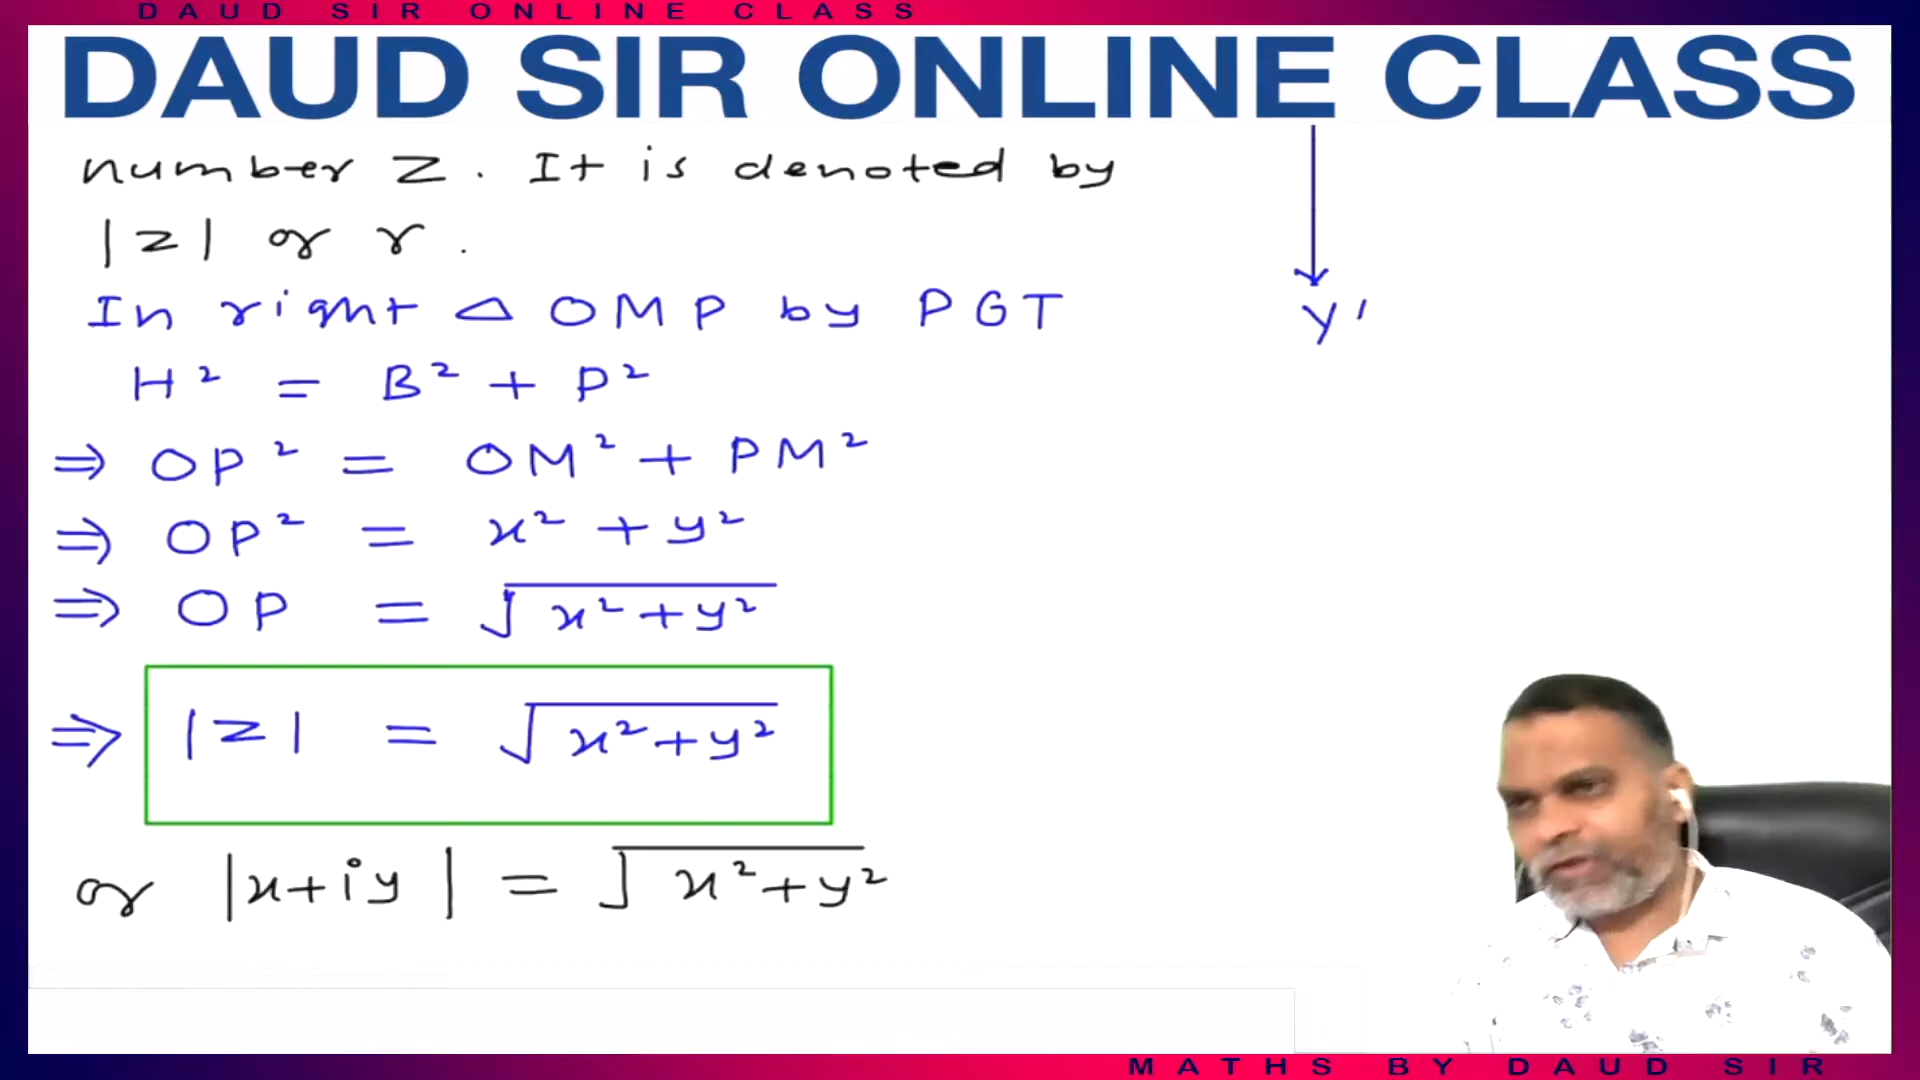 DAUD SIR ONLINE CLASS
DAUD SIR ONLINE CLASS
number z. It is denoted by
|z| or r.
In right △ OMP by PGT
H² = B² + P²
⇒ OP² = OM² + PM²
⇒ OP² = x² + y²
⇒ OP = √x²+y²
⇒ |z| = √x²+y²
or |x+iy| = √x²+y²
y'
MATHS BY DAUD SIR